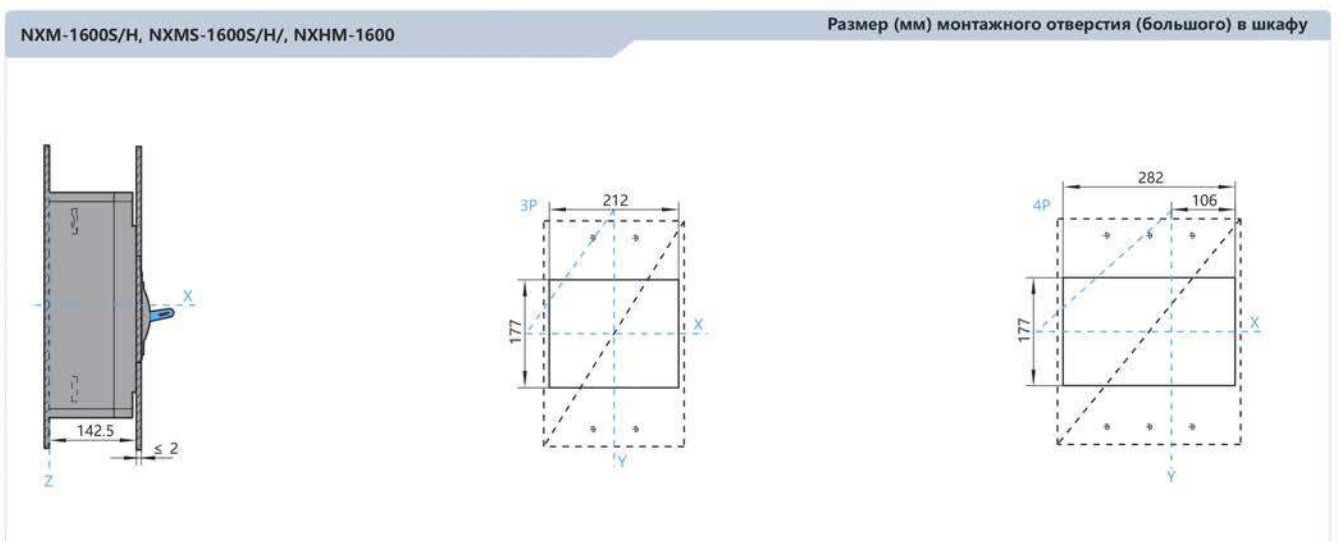 NXM-1600S/H, NXMS-1600S/H/, NXHM-1600
Размер (мм) монтажного отверстия (большого) в шкафу
X
142.5
≤ 2
Z
3P
212
177
X
Y
4P
282
106
177
X
Y